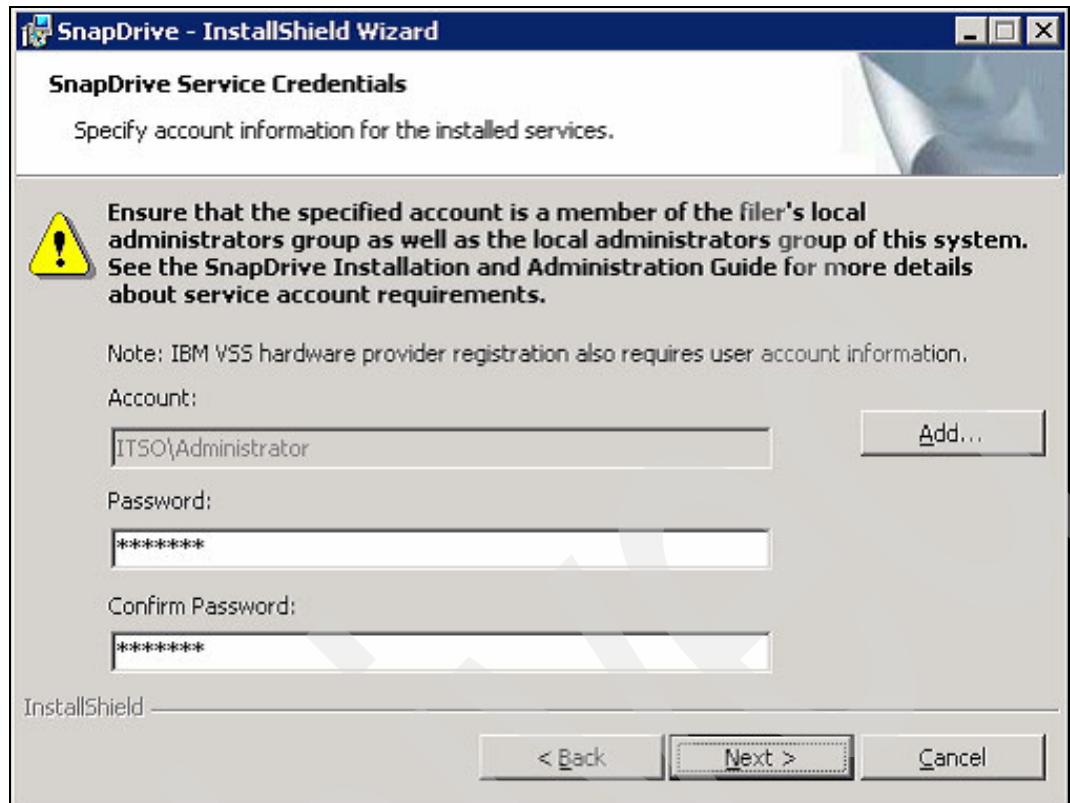 SnapDrive - InstallShield Wizard
SnapDrive Service Credentials
Specify account information for the installed services.
Ensure that the specified account is a member of the filer's local
administrators group as well as the local administrators group of this system.
See the SnapDrive Installation and Administration Guide for more details
about service account requirements.
Note: IBM VSS hardware provider registration also requires user account information.
Account:
ITSO\Administrator
Add...
Password:
*******
Confirm Password:
*******
InstallShield
< Back Next > Cancel